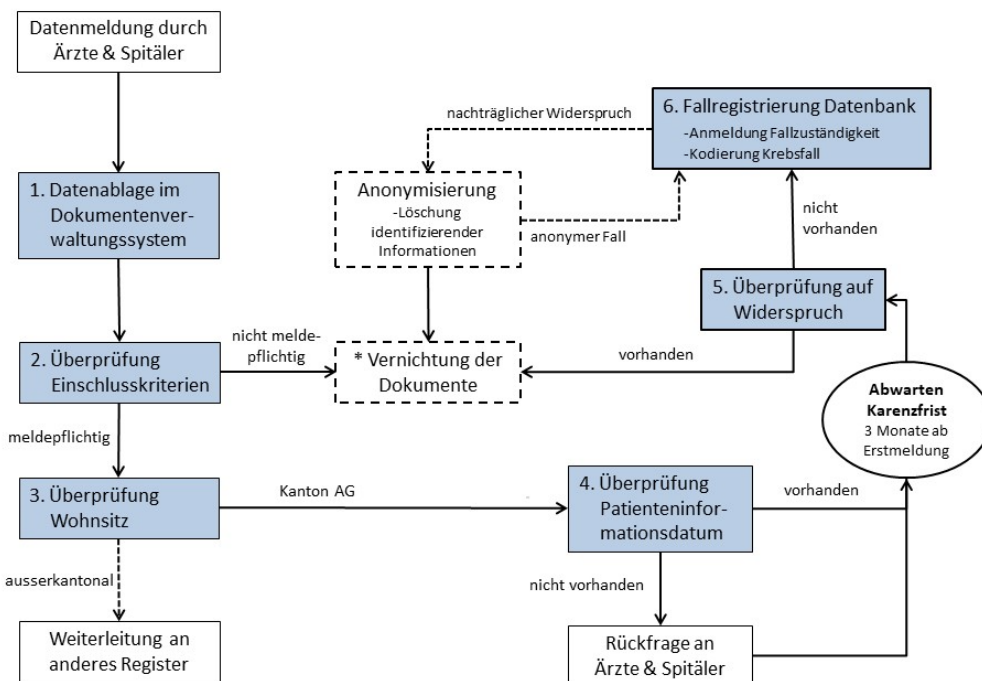 Datenmeldung durch
Ärzte & Spitäler
1. Datenablage im
Dokumentenver-
waltungssystem
2. Überprüfung
Einschlusskriterien
nicht melde-
pflichtig
meldepflichtig
3. Überprüfung
Wohnsitz
ausserkantonal
Weiterleitung an
anderes Register
Kanton AG
nachträglicher Widerspruch
Anonymisierung
-Löschung
identifizierender
Informationen
anonymer Fall
* Vernichtung der
Dokumente
vorhanden
6. Fallregistrierung Datenbank
-Anmeldung Fallzuständigkeit
-Kodierung Krebsfall
nicht
vorhanden
5. Überprüfung auf
Widerspruch
Abwarten
Karenzfrist
3 Monate ab
Erstmeldung
4. Überprüfung
Patienteninfor-
mationsdatum
vorhanden
nicht vorhanden
Rückfrage an
Ärzte & Spitäler